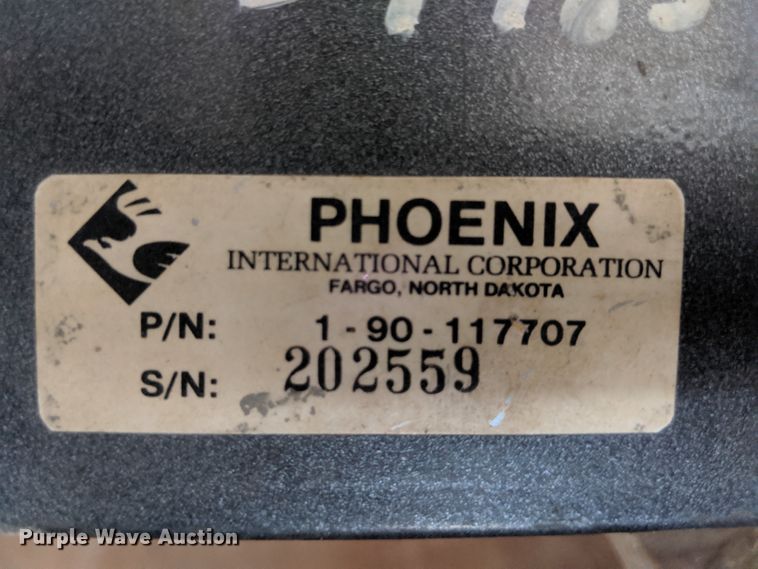 PHOENIX
INTERNATIONAL CORPORATION
FARGO, NORTH DAKOTA
P/N: 1 - 90 - 117707
S/N: 202559
Purple Wave Auction